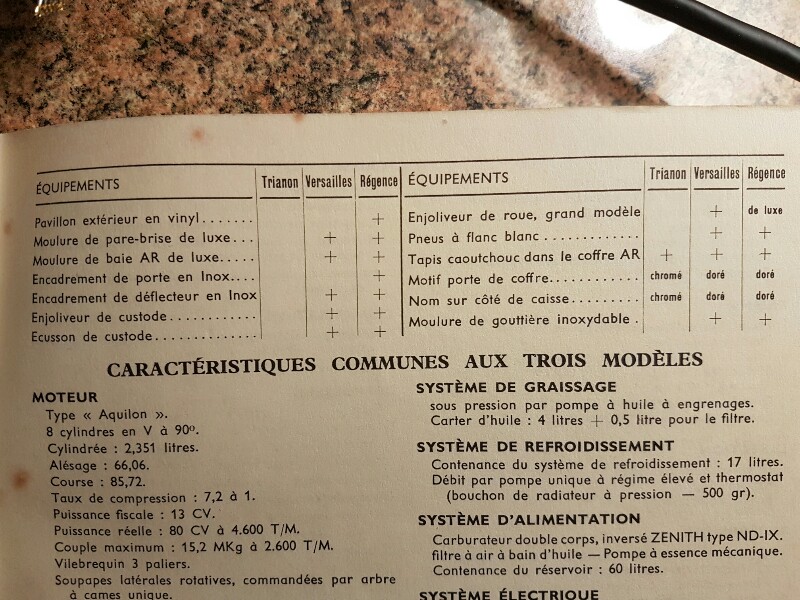 ÉQUIPEMENTS Trianon Versailles Régence
Pavillon extérieur en vinyl....... +
Moulure de pare-brise de luxe... + +
Moulure de baie AR de luxe..... + +
Encadrement de porte en Inox.... +
Encadrement de déflecteur en Inox + +
Enjoliveur de custode............ + +
Ecusson de custode.............. + +
ÉQUIPEMENTS Trianon Versailles Régence
Enjoliveur de roue, grand modèle + de luxe
Pneus à flanc blanc ............. + +
Tapis caoutchouc dans le coffre AR + + +
Motif porte de coffre........... chromé doré doré
Nom sur côté de caisse.......... chromé doré doré
Moulure de gouttière inoxydable . + +
CARACTÉRISTIQUES COMMUNES AUX TROIS MODÈLES
MOTEUR
Type « Aquilon ».
8 cylindres en V à 90º.
Cylindrée : 2,351 litres.
Alésage : 66,06.
Course : 85,72.
Taux de compression : 7,2 à 1.
Puissance fiscale : 13 CV.
Puissance réelle : 80 CV à 4.600 T/M.
Couple maximum : 15,2 MKg à 2.600 T/M.
Vilebrequin 3 paliers.
Soupapes latérales rotatives, commandées par arbre
à cames unique.
SYSTÈME DE GRAISSAGE
sous pression par pompe à huile à engrenages.
Carter d'huile : 4 litres + 0,5 litre pour le filtre.
SYSTÈME DE REFROIDISSEMENT
Contenance du système de refroidissement : 17 litres.
Débit par pompe unique à régime élevé et thermostat
(bouchon de radiateur à pression — 500 gr).
SYSTÈME D'ALIMENTATION
Carburateur double corps, inversé ZENITH type ND-IX.
filtre à air à bain d'huile — Pompe à essence mécanique.
Contenance du réservoir : 60 litres.
SYSTÈME ÉLECTRIQUE